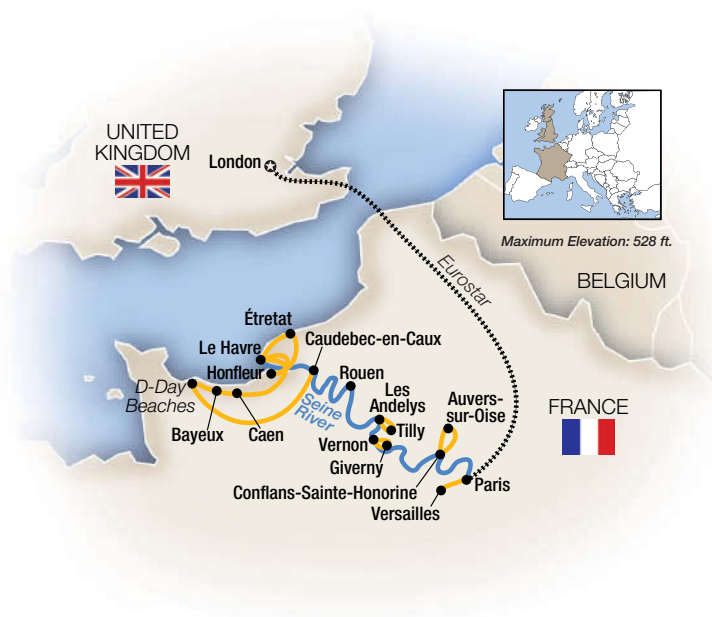 UNITED
KINGDOM
London
Maximum Elevation: 528 ft.
Eurostar
BELGIUM
Étretat
Le Havre
Caudebec-en-Caux
Honfleur
Rouen
D-Day
Beaches
Seine
River
Les
Andelys
Auvers-
sur-Oise
FRANCE
Bayeux
Caen
Tilly
Vernon
Giverny
Conflans-Sainte-Honorine
Paris
Versailles